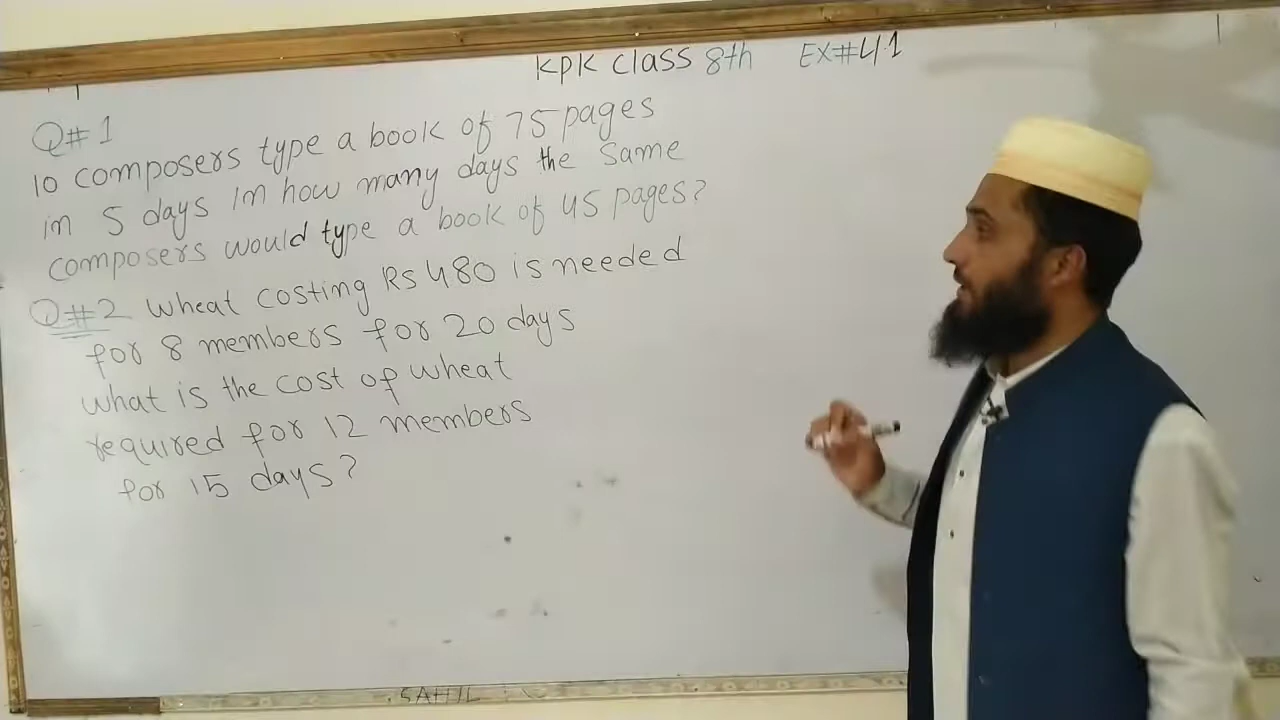 KPK class 8th EX#4.1
Q#1
10 composers type a book of 75 pages
in 5 days in how many days the same
composers would type a book of 45 pages?
Q#2 wheat costing Rs 480 is needed
for 8 members for 20 days
what is the cost of wheat
required for 12 members
for 15 days?
SAHIL